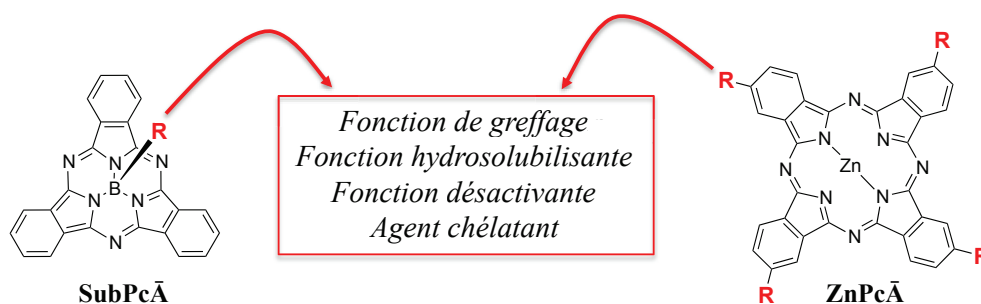 R
R
R
N
N
N
N
N
N
B
N
N
N
N
N
N
N
N
Zn
R
R
Fonction de greffage
Fonction hydrosolubilisante
Fonction désactivante
Agent chélatant
SubPcĀ
ZnPcĀ